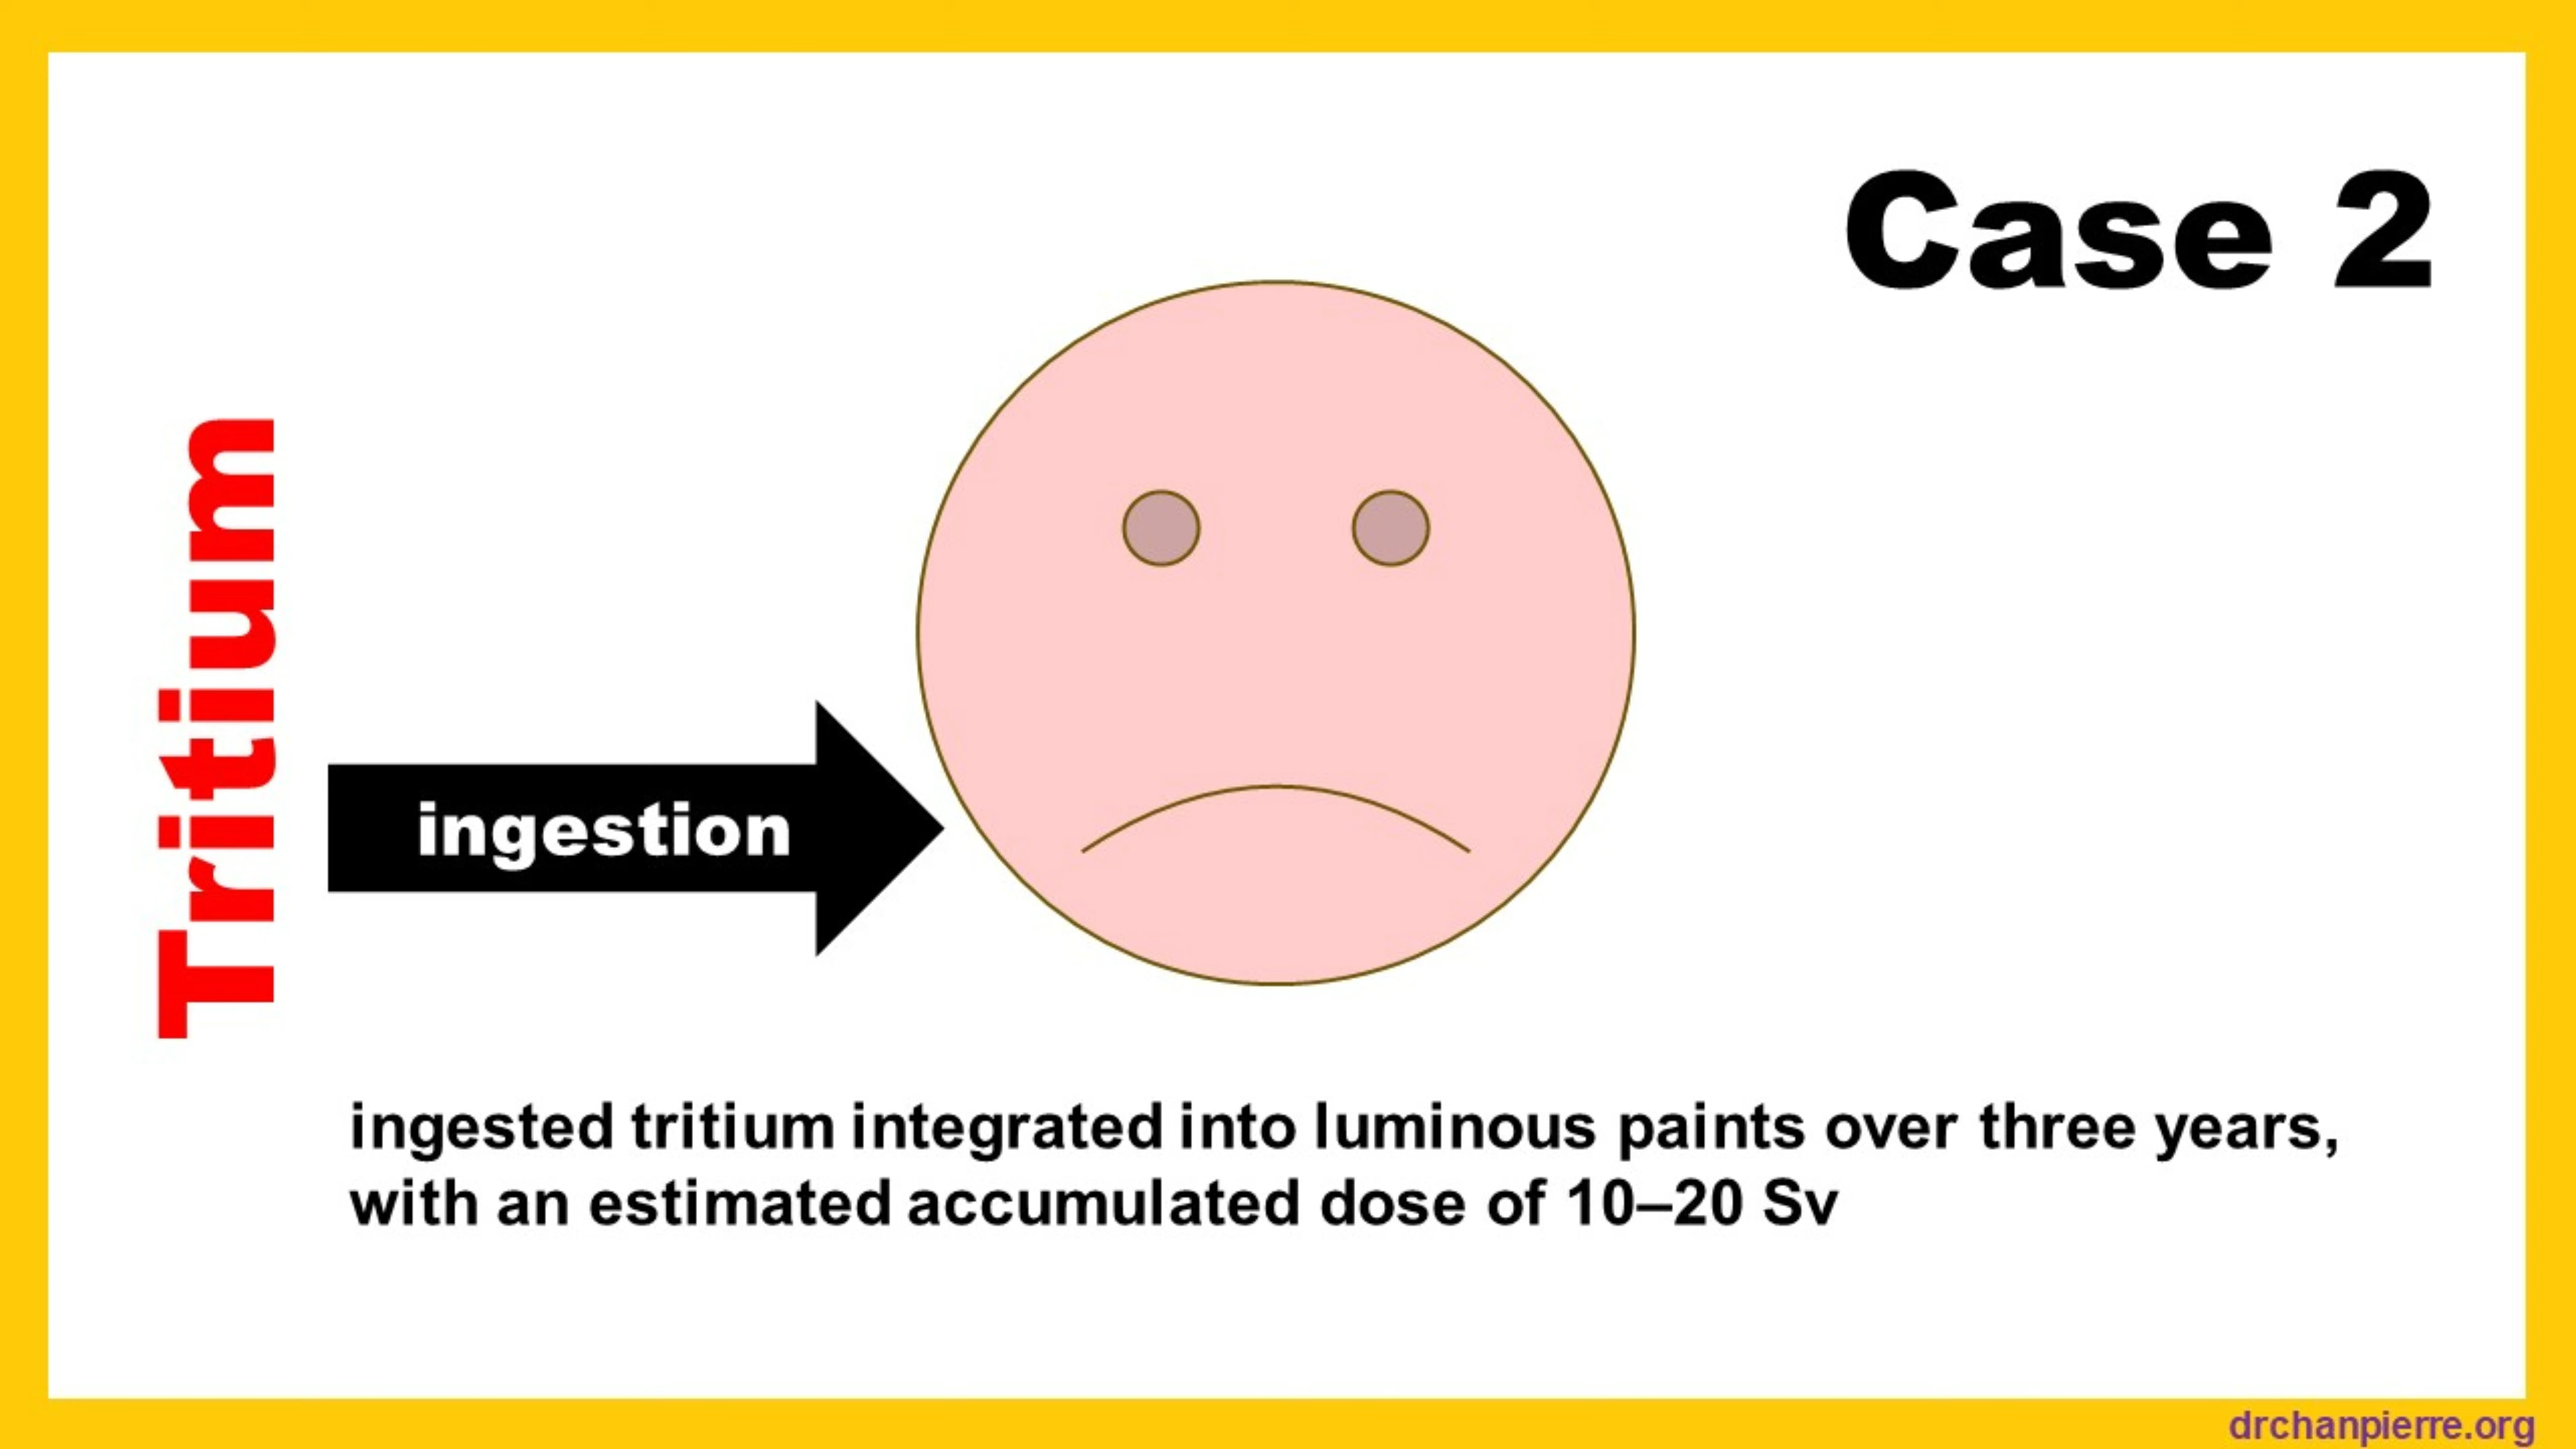 Case 2
Tritium
ingestion
ingested tritium integrated into luminous paints over three years,
with an estimated accumulated dose of 10–20 Sv
drchanpierre.org